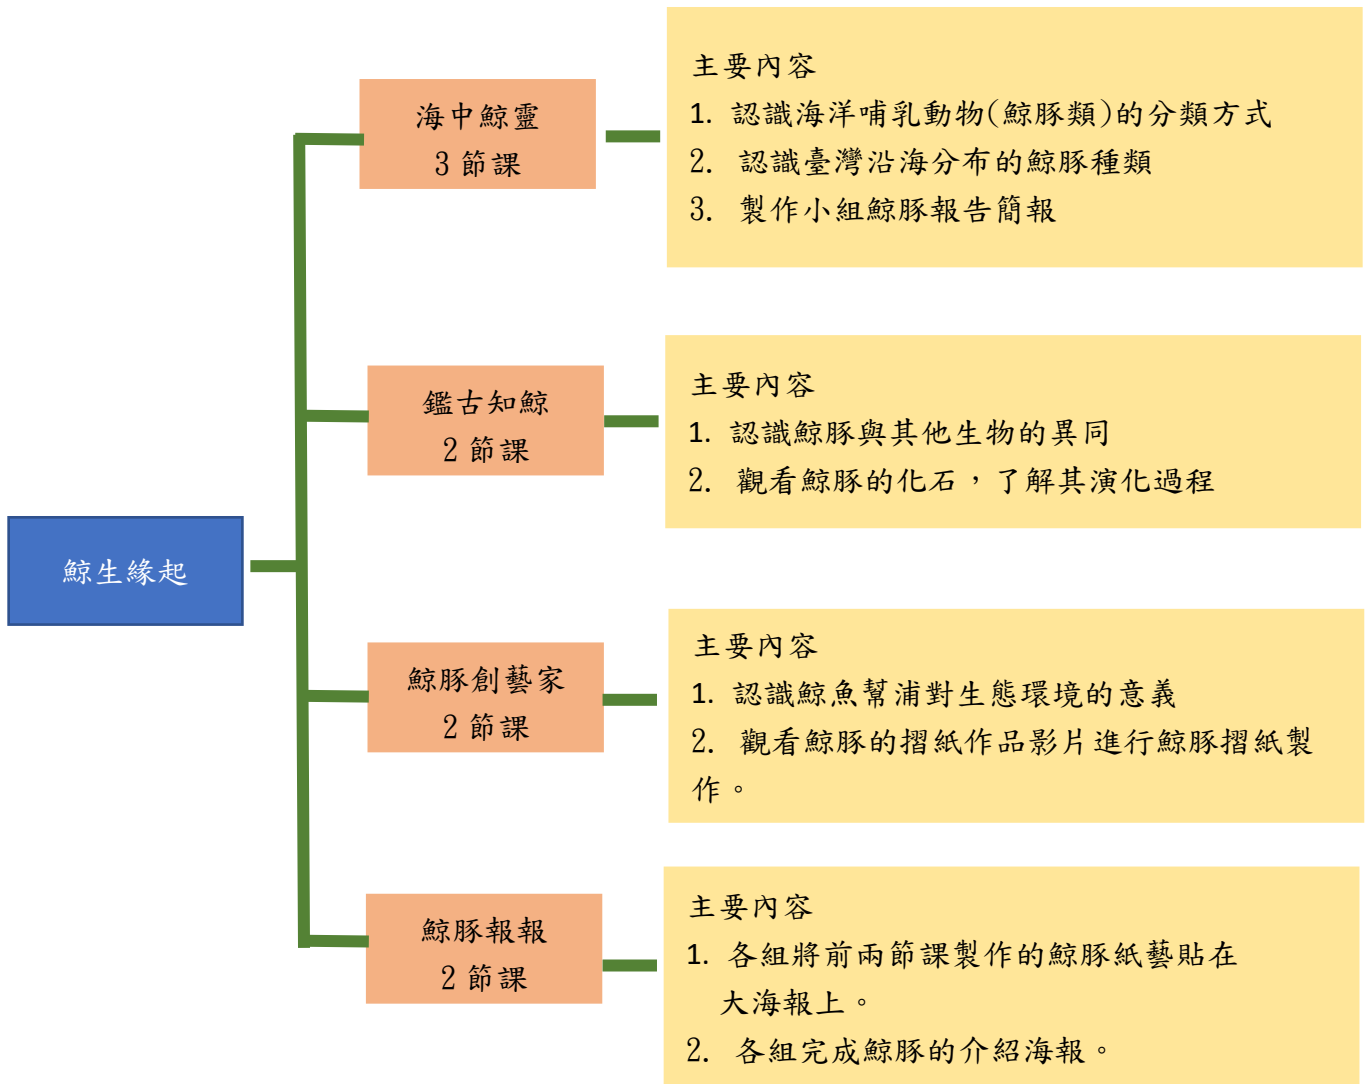 鯨生緣起
海中鯨靈
3 節課
主要內容
1. 認識海洋哺乳動物(鯨豚類)的分類方式
2. 認識臺灣沿海分布的鯨豚種類
3. 製作小組鯨豚報告簡報
鑑古知鯨
2 節課
主要內容
1. 認識鯨豚與其他生物的異同
2. 觀看鯨豚的化石，了解其演化過程
鯨豚創藝家
2 節課
主要內容
1. 認識鯨魚幫浦對生態環境的意義
2. 觀看鯨豚的摺紙作品影片進行鯨豚摺紙製
作。
鯨豚報報
2 節課
主要內容
1. 各組將前兩節課製作的鯨豚紙藝貼在
大海報上。
2. 各組完成鯨豚的介紹海報。